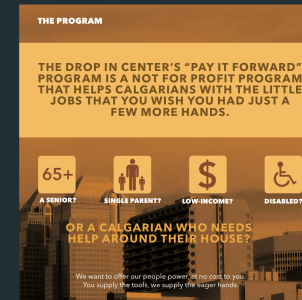 THE PROGRAM
THE DROP IN CENTER'S "PAY IT FORWARD"
PROGRAM IS A NOT FOR PROFIT PROGRAM
THAT HELPS CALGARIANS WITH THE LITTLE
JOBS THAT YOU WISH YOU HAD JUST A
FEW MORE HANDS.
65+
$
A SENIOR?
SINGLE PARENT?
LOW-INCOME?
DISABLED?
OR A CALGARIAN WHO NEEDS
HELP AROUND THEIR HOUSE?
We want to offer our people power, at no cost to you.
You supply the tools, we supply the eager hands.